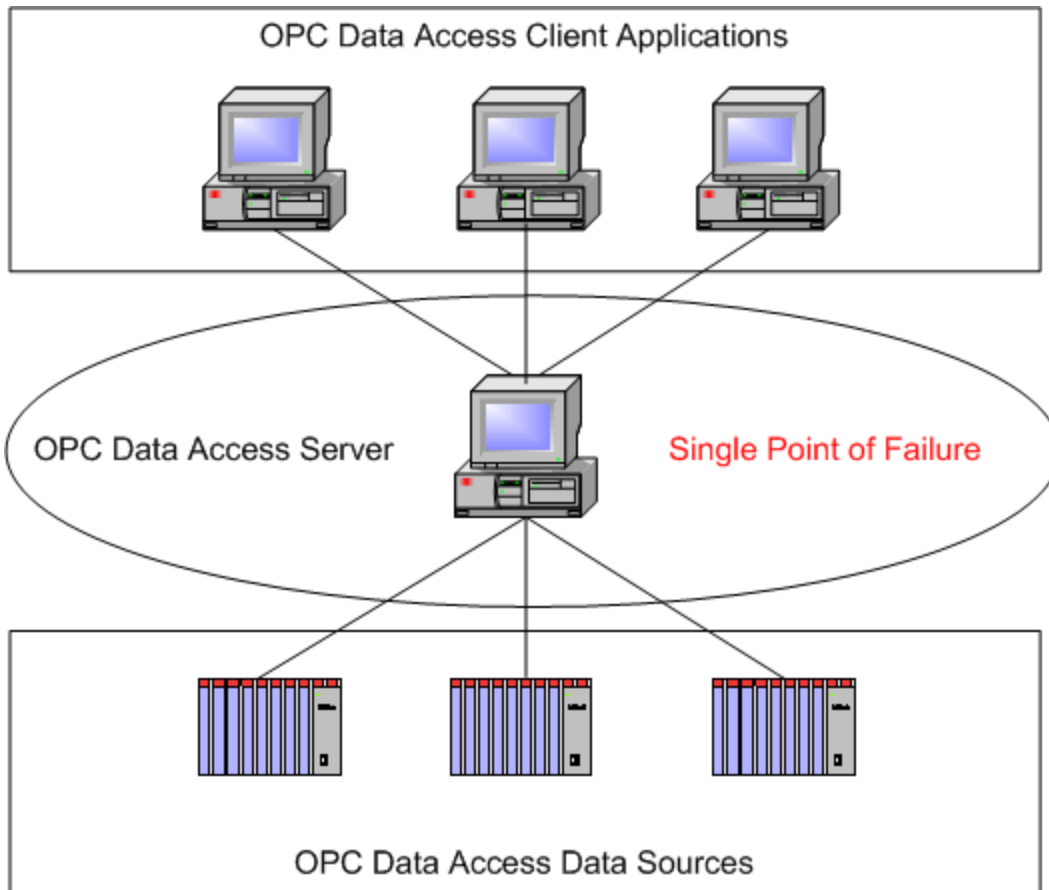 OPC Data Access Client Applications
OPC Data Access Server
Single Point of Failure
OPC Data Access Data Sources